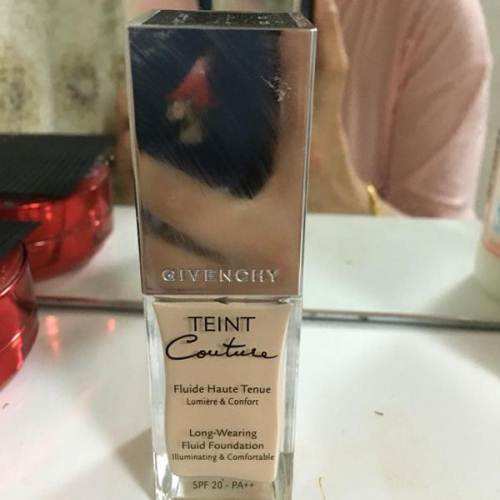 GIVENCHY
TEINT
Couture
Fluide Haute Tenue
Lumière & Confort
Long-Wearing
Fluid Foundation
Illuminating & Comfortable
SPF 20 - PA++